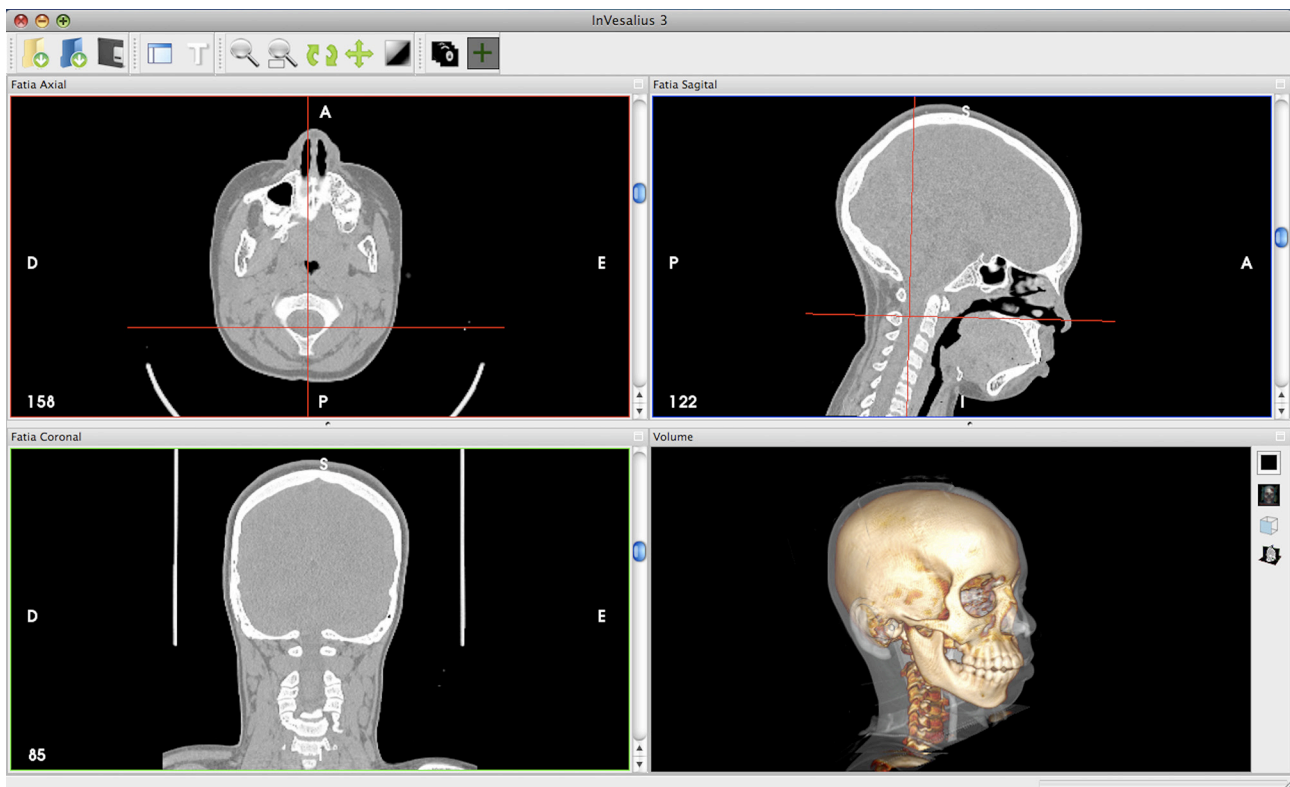 InVesalius 3
T
Fatia Axial
A
D
E
158
P
Fatia Sagital
S
P
A
122
I
Fatia Coronal
S
D
E
85
I
Volume